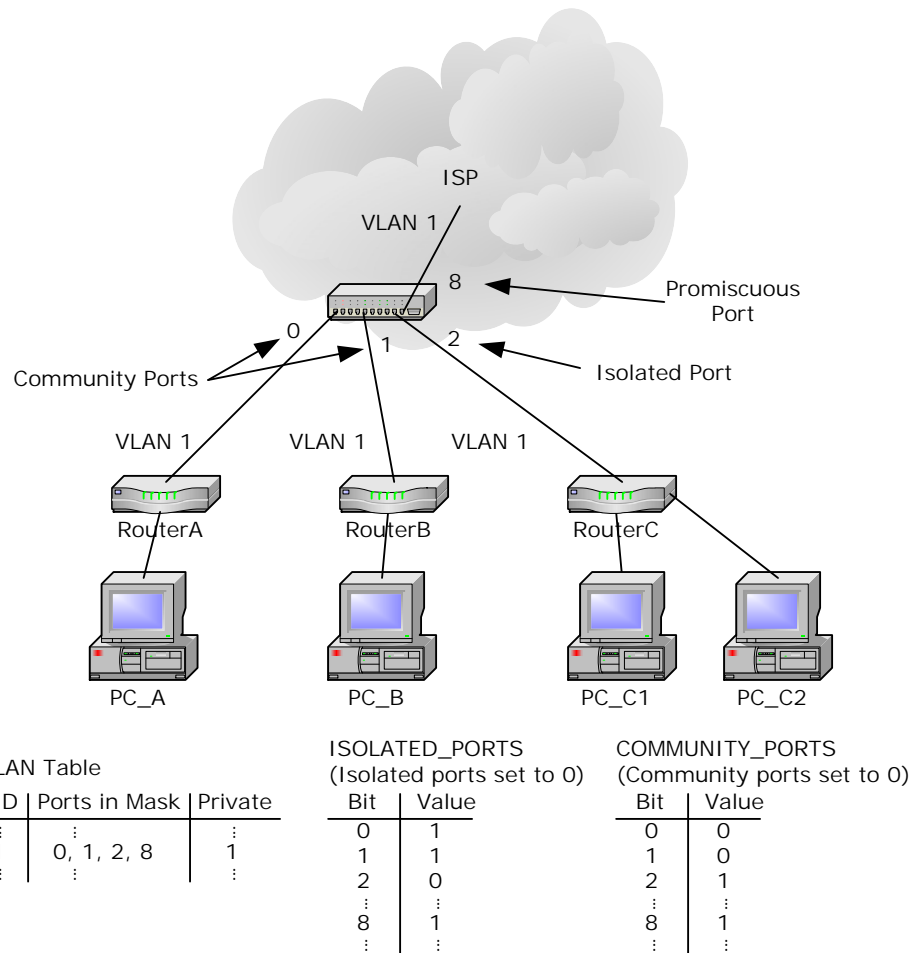 ISP
VLAN 1
8
Promiscuous
Port
0
1
2
Community Ports
Isolated Port
VLAN 1
VLAN 1
VLAN 1
RouterA
RouterB
RouterC
PC_A
PC_B
PC_C1
PC_C2
LAN Table
D Ports in Mask Private
0, 1, 2, 8 1
ISOLATED_PORTS
(Isolated ports set to 0)
Bit Value
0 1
1 1
2 0
8 1
COMMUNITY_PORTS
(Community ports set to 0)
Bit Value
0 0
1 0
2 1
8 1